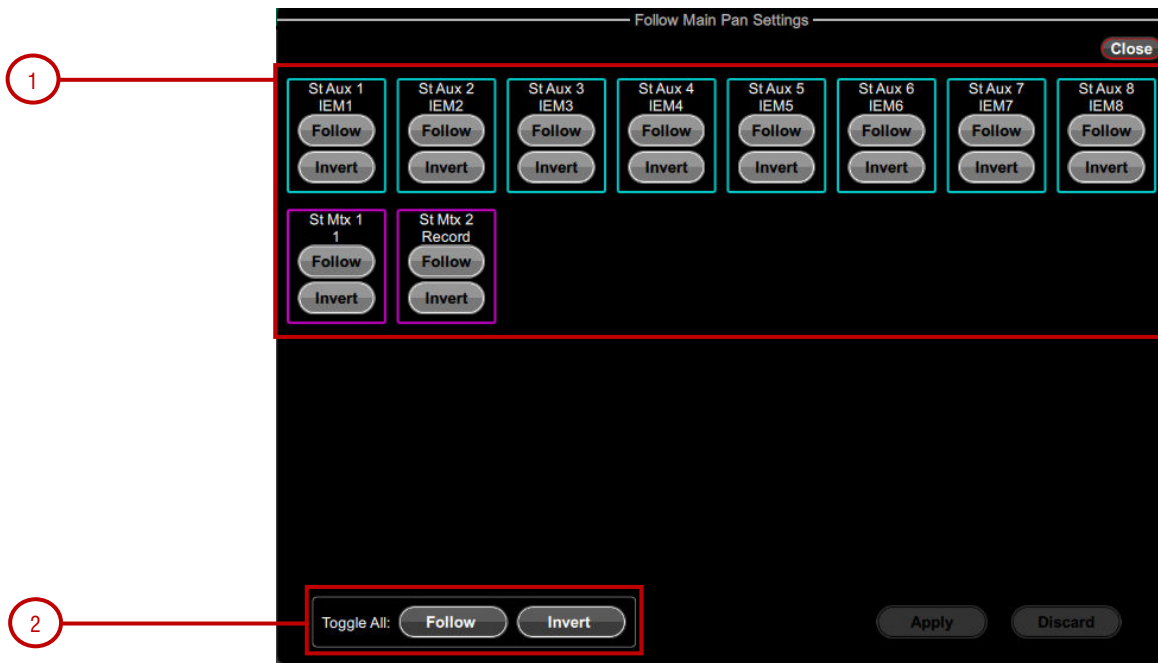 Follow Main Pan Settings
Close
1
St Aux 1 St Aux 2 St Aux 3 St Aux 4 St Aux 5 St Aux 6 St Aux 7 St Aux 8
IEM1 IEM2 IEM3 IEM4 IEM5 IEM6 IEM7 IEM8
Follow Follow Follow Follow Follow Follow Follow Follow
Invert Invert Invert Invert Invert Invert Invert Invert
St Mtx 1 St Mtx 2
1 Record
Follow Follow
Invert Invert
2
Toggle All: Follow Invert Apply Discard